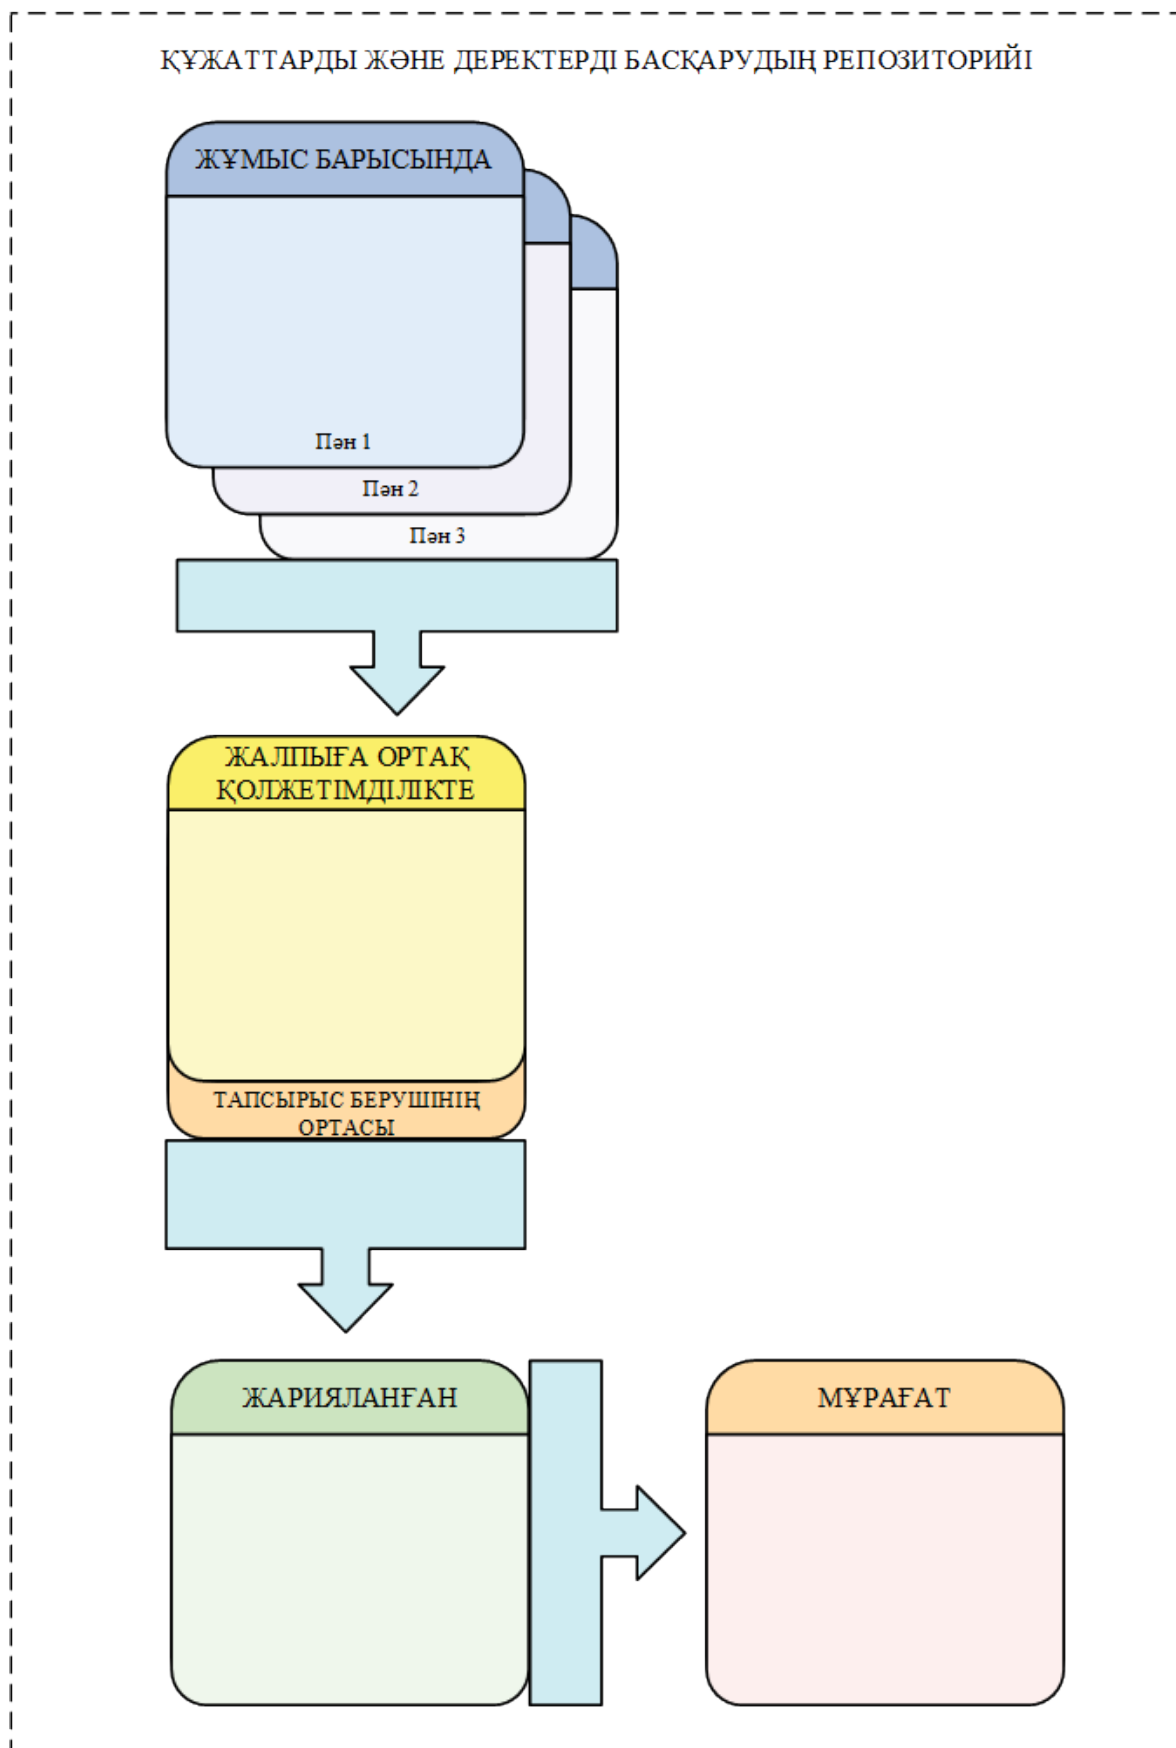 ҚҰЖАТТАРДЫ ЖӘНЕ ДЕРЕКТЕРДІ БАСҚАРУДЫҢ РЕПОЗИТОРИЙІ
ЖҰМЫС БАРЫСЫНДА
Пән 1
Пән 2
Пән 3
ЖАЛПЫҒА ОРТАҚ
ҚОЛЖЕТІМДІЛІКТЕ
ТАПСЫРЫС БЕРУШІНІҢ
ОРТАСЫ
ЖАРИЯЛАНҒАН
МҰРАҒАТ